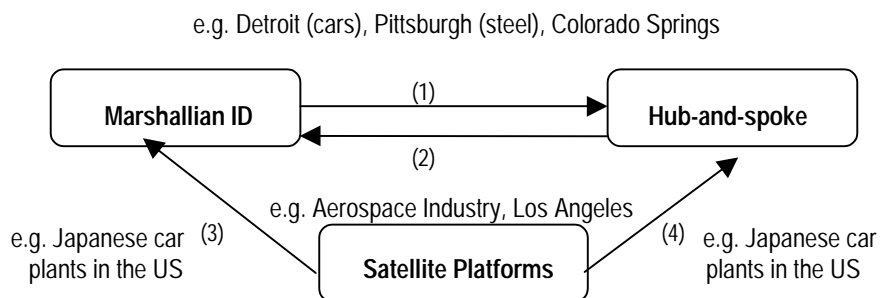 e.g. Detroit (cars), Pittsburgh (steel), Colorado Springs
(1)
Marshallian ID
Hub-and-spoke
(2)
e.g. Aerospace Industry, Los Angeles
e.g. Japanese car
plants in the US
(3)
(4)
e.g. Japanese car
plants in the US
Satellite Platforms